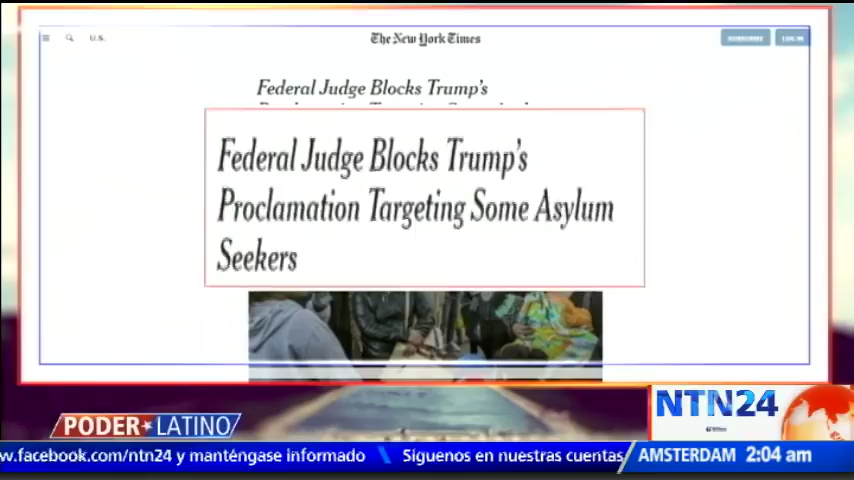 U.S.
The New York Times
SUBSCRIBE
LOG IN
Federal Judge Blocks Trump's
Federal Judge Blocks Trump's
Proclamation Targeting Some Asylum
Seekers
PODER LATINO
NTN24
w.facebook.com/ntn24 y manténgase informado \ Síguenos en nuestras cuentas
AMSTERDAM 2:04 am